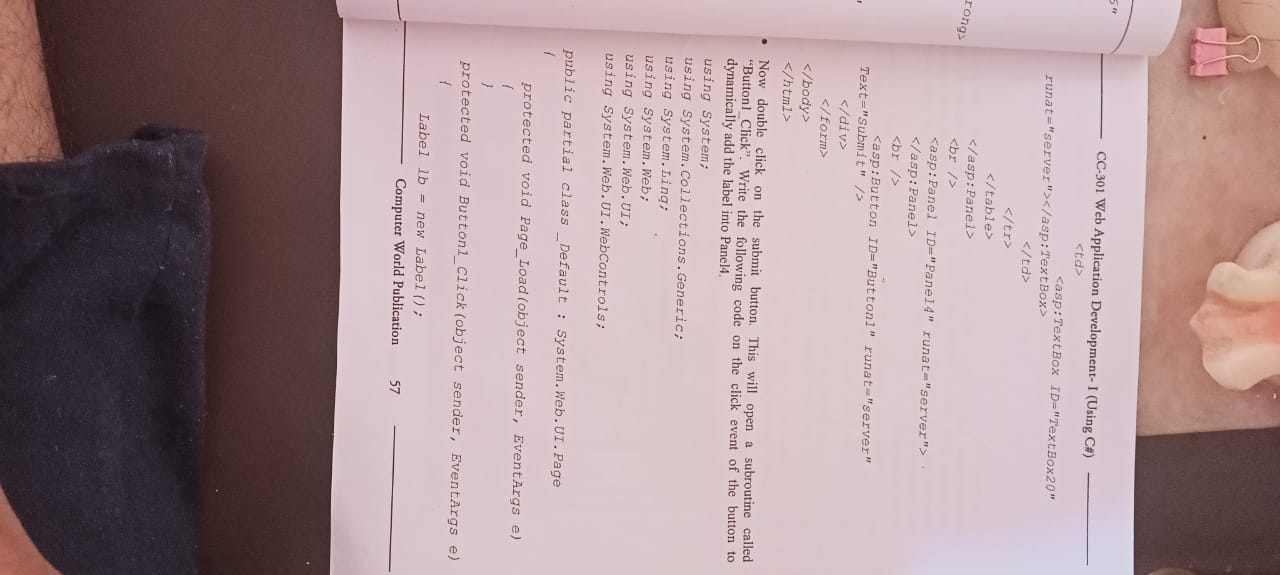 5"
rong>
"
CC-301 Web Application Development- I (Using C#)
<td>
<asp:TextBox ID="TextBox20"
runat="server"></asp:TextBox>
</td>
</tr>
</table>
</asp:Panel>
<br />
<asp:Panel ID="Panel4" runat="server">
</asp:Panel>
<br />
<asp:Button ID="Button1" runat="server"
Text="Submit" />
</div>
</form>
</body>
</html>
• Now double click on the submit button. This will open a subroutine called
"Button1_Click". Write the following code on the click event of the button to
dynamically add the label into Panel4.
using System;
using System.Collections.Generic;
using System.Linq;
using System.Web;
using System.Web.UI;
using System.Web.UI.WebControls;
public partial class _Default : System.Web.UI.Page
{
protected void Page_Load(object sender, EventArgs e)
{
}
protected void Button1_Click(object sender, EventArgs e)
{
Label lb = new Label();
Computer World Publication 57